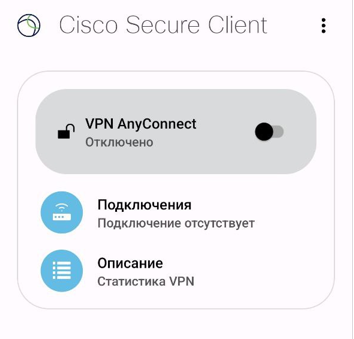 Cisco Secure Client
VPN AnyConnect
Отключено
Подключения
Подключение отсутствует
Описание
Статистика VPN